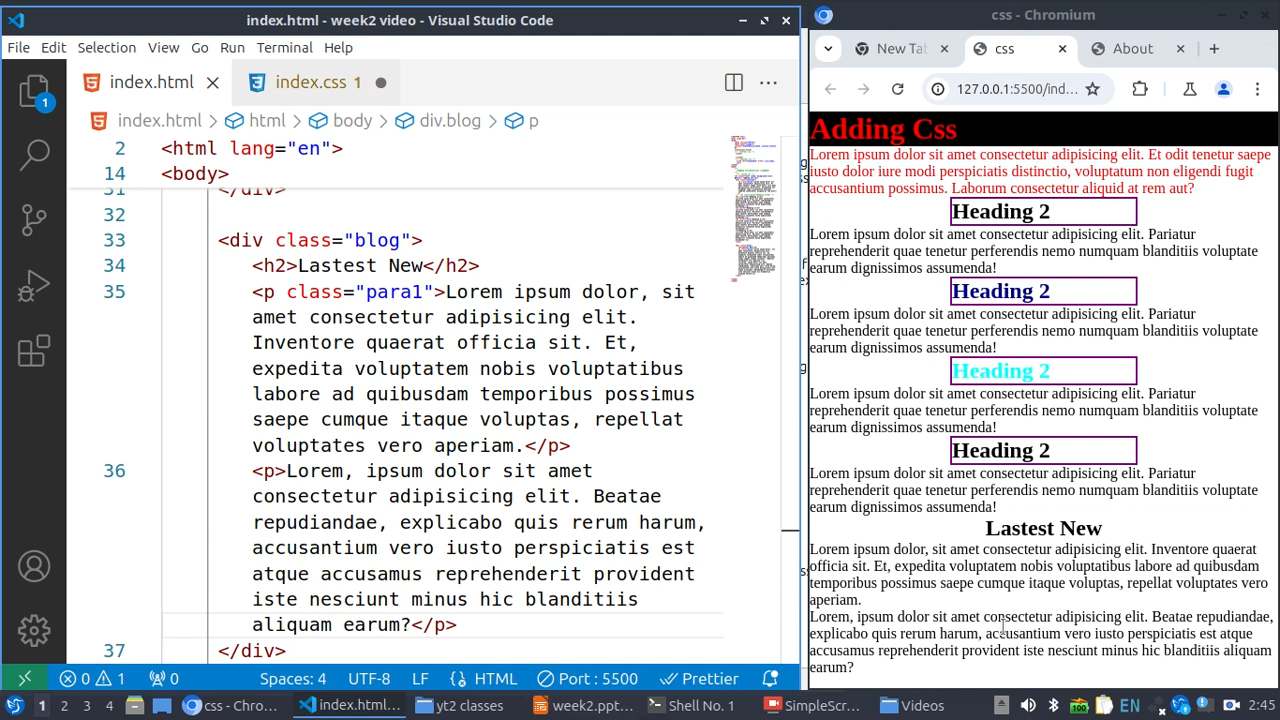 index.html - week2 video - Visual Studio Code
File Edit Selection View Go Run Terminal Help
index.html
index.css 1
index.html > html > body > div.blog > p
1
2 <html lang="en">
14 <body>
31 </div>
32
33 <div class="blog">
34 <h2>Lastest New</h2>
35 <p class="para1">Lorem ipsum dolor, sit
amet consectetur adipisicing elit.
Inventore quaerat officia sit. Et,
expedita voluptatem nobis voluptatibus
labore ad quibusdam temporibus possimus
saepe cumque itaque voluptas, repellat
voluptates vero aperiam.</p>
36 <p>Lorem, ipsum dolor sit amet
consectetur adipisicing elit. Beatae
repudiandae, explicabo quis rerum harum,
accusantium vero iusto perspiciatis est
atque accusamus reprehenderit provident
iste nesciunt minus hic blanditiis
aliquam earum?</p>
37 </div>
0 1 0 Spaces: 4 UTF-8 LF HTML Port : 5500 Prettier
css - Chromium
New Tab
css
About
127.0.0.1:5500/ind...
Adding Css
Lorem ipsum dolor sit amet consectetur adipisicing elit. Et odit tenetur saepe
iusto dolor iure modi perspiciatis distinctio, voluptatum non eligendi fugit
accusantium possimus. Laborum consectetur aliquid at rem aut?
Heading 2
Lorem ipsum dolor sit amet consectetur adipisicing elit. Pariatur
reprehenderit quae tenetur perferendis nemo numquam blanditiis voluptate
earum dignissimos assumenda!
Heading 2
Lorem ipsum dolor sit amet consectetur adipisicing elit. Pariatur
reprehenderit quae tenetur perferendis nemo numquam blanditiis voluptate
earum dignissimos assumenda!
Heading 2
Lorem ipsum dolor sit amet consectetur adipisicing elit. Pariatur
reprehenderit quae tenetur perferendis nemo numquam blanditiis voluptate
earum dignissimos assumenda!
Heading 2
Lorem ipsum dolor sit amet consectetur adipisicing elit. Pariatur
reprehenderit quae tenetur perferendis nemo numquam blanditiis voluptate
earum dignissimos assumenda!
Lastest New
Lorem ipsum dolor, sit amet consectetur adipisicing elit. Inventore quaerat
officia sit. Et, expedita voluptatem nobis voluptatibus labore ad quibusdam
temporibus possimus saepe cumque itaque voluptas, repellat voluptates vero
aperiam.
Lorem, ipsum dolor sit amet consectetur adipisicing elit. Beatae repudiandae,
explicabo quis rerum harum, accusantium vero iusto perspiciatis est atque
accusamus reprehenderit provident iste nesciunt minus hic blanditiis aliquam
earum?
1 2 3 4 css - Chro... index.html... yt2 classes week2.ppt... Shell No. 1 SimpleScr... Videos 100 EN 2:45